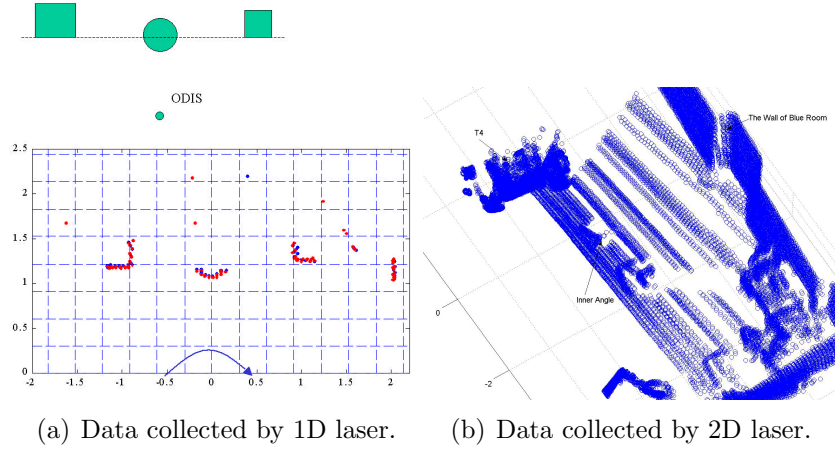 ODIS
2.5
2
1.5
1
0.5
0
-2
-1.5
-1
-0.5
0
0.5
1
1.5
2
T4
The Wall of Blue Room
Inner Angle
0
-2
(a) Data collected by 1D laser.
(b) Data collected by 2D laser.